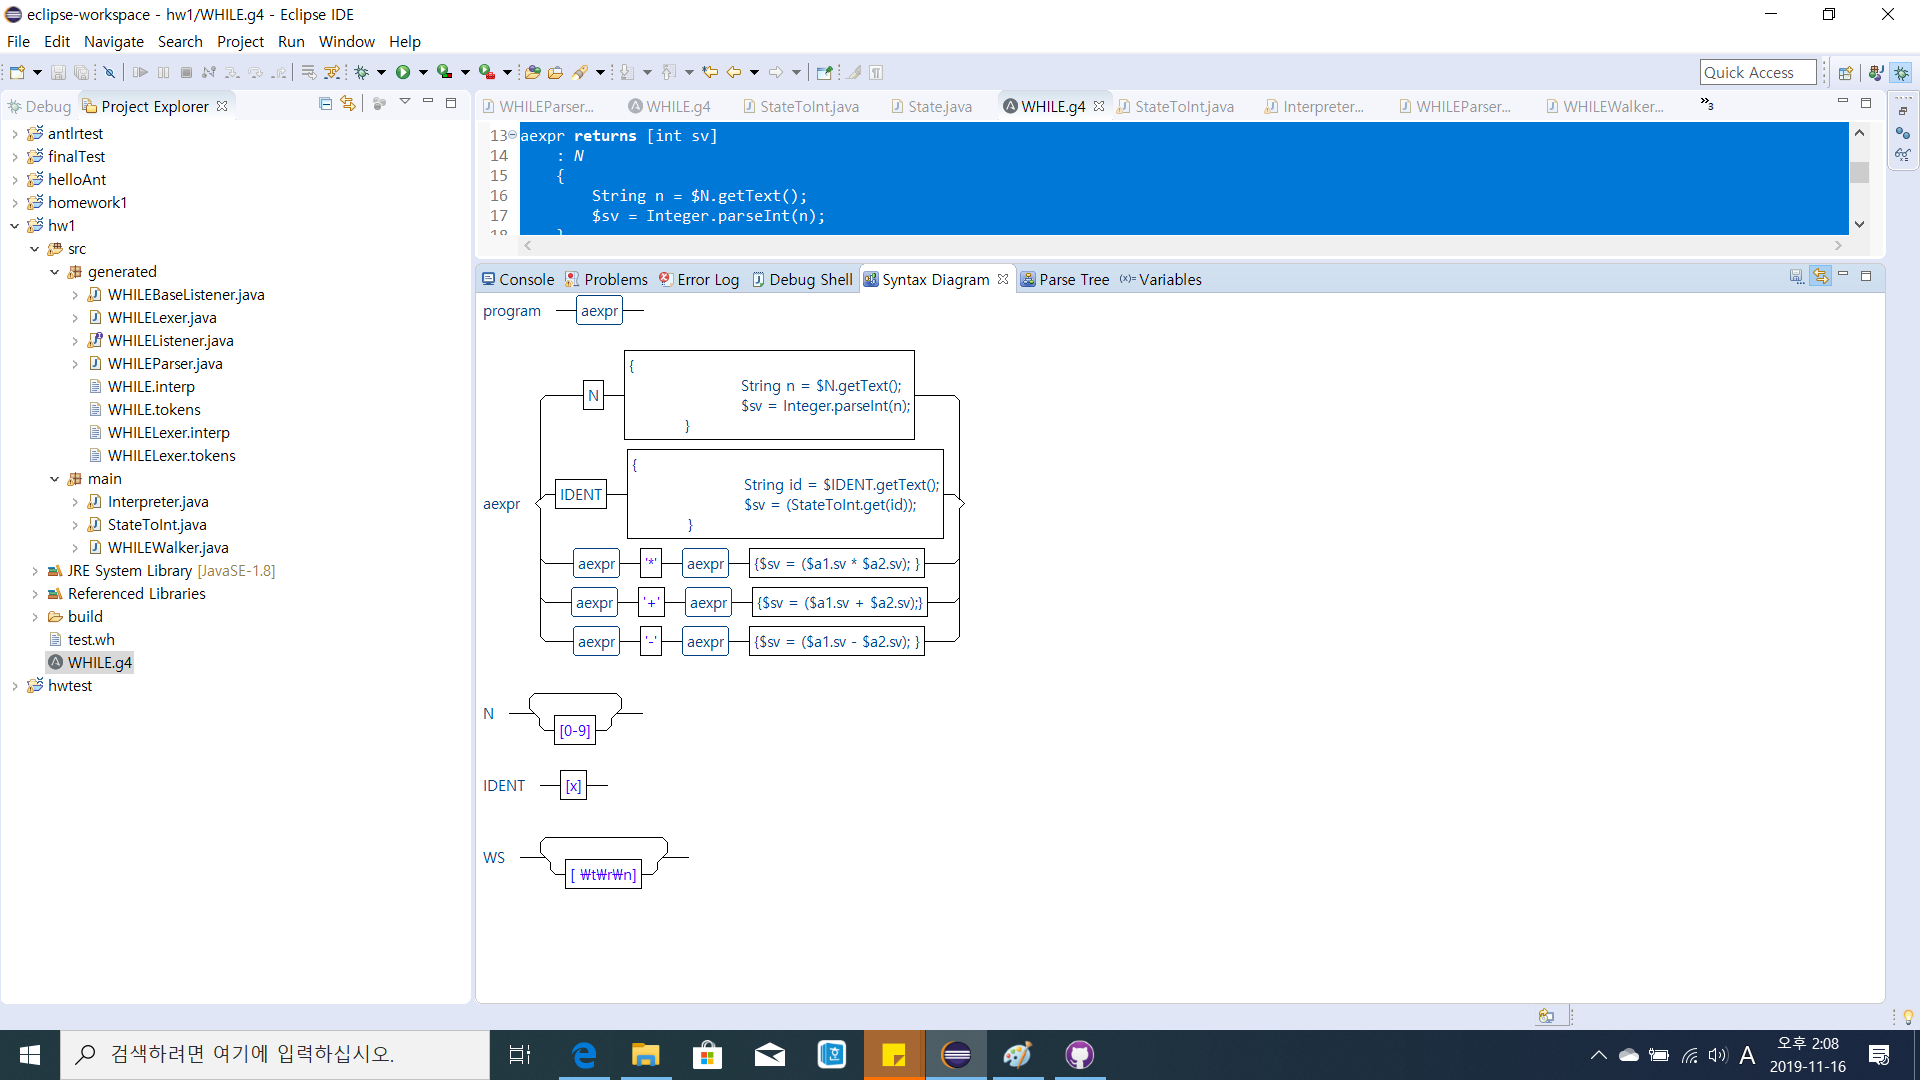 eclipse-workspace - hw1/WHILE.g4 - Eclipse IDE
File Edit Navigate Search Project Run Window Help
Quick Access
Debug Project Explorer
WHILEParser... WHILE.g4 StateToInt.java State.java WHILE.g4 StateToInt.java Interpreter... WHILEParser... WHILEWalker... »3
antlrtest
finalTest
helloAnt
homework1
hw1
src
generated
WHILEBaseListener.java
WHILELexer.java
WHILEListener.java
WHILEParser.java
WHILE.interp
WHILE.tokens
WHILELexer.interp
WHILELexer.tokens
main
Interpreter.java
StateToInt.java
WHILEWalker.java
JRE System Library [JavaSE-1.8]
Referenced Libraries
build
test.wh
WHILE.g4
hwtest
13 aexpr returns [int sv]
14 : N
15 {
16 String n = $N.getText();
17 $sv = Integer.parseInt(n);
18 }
Console Problems Error Log Debug Shell Syntax Diagram Parse Tree (x)= Variables
program aexpr
aexpr
N
{
String n = $N.getText();
$sv = Integer.parseInt(n);
}
IDENT
{
String id = $IDENT.getText();
$sv = (StateToInt.get(id));
}
aexpr '*' aexpr {$sv = ($a1.sv * $a2.sv); }
aexpr '+' aexpr {$sv = ($a1.sv + $a2.sv);}
aexpr '-' aexpr {$sv = ($a1.sv - $a2.sv); }
N [0-9]
IDENT [x]
WS [ ₩t₩r₩n]
검색하려면 여기에 입력하십시오.
A
오후 2:08
2019-11-16